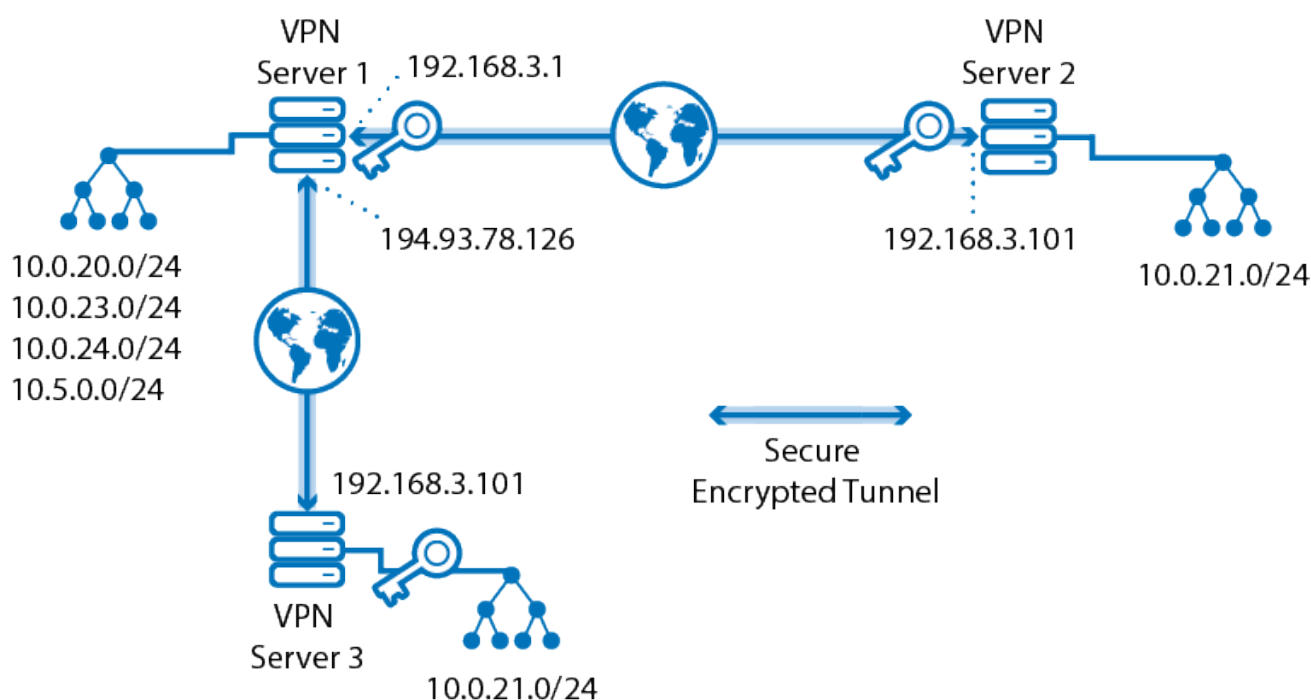 VPN
Server 1
192.168.3.1
VPN
Server 2
194.93.78.126
192.168.3.101
10.0.20.0/24
10.0.23.0/24
10.0.24.0/24
10.5.0.0/24
10.0.21.0/24
Secure
Encrypted Tunnel
192.168.3.101
VPN
Server 3
10.0.21.0/24